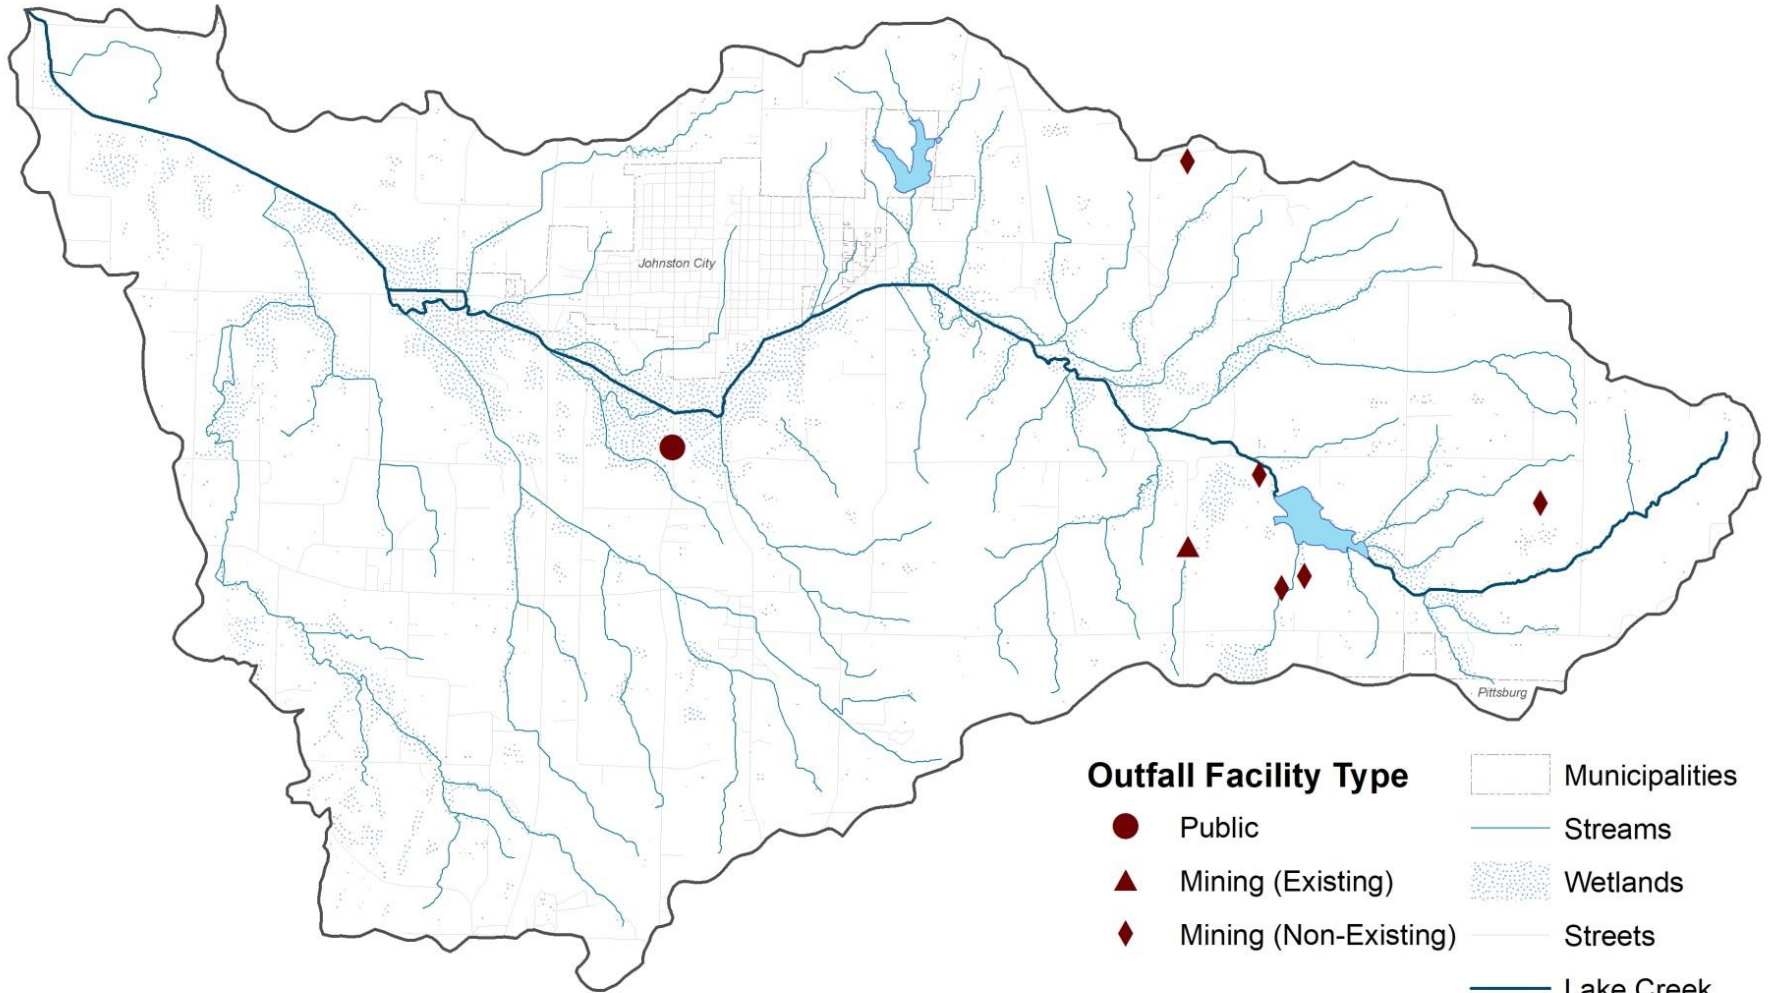 Johnston City
Pittsburg
Outfall Facility Type
Public
Mining (Existing)
Mining (Non-Existing)
Municipalities
Streams
Wetlands
Streets
Lake Creek